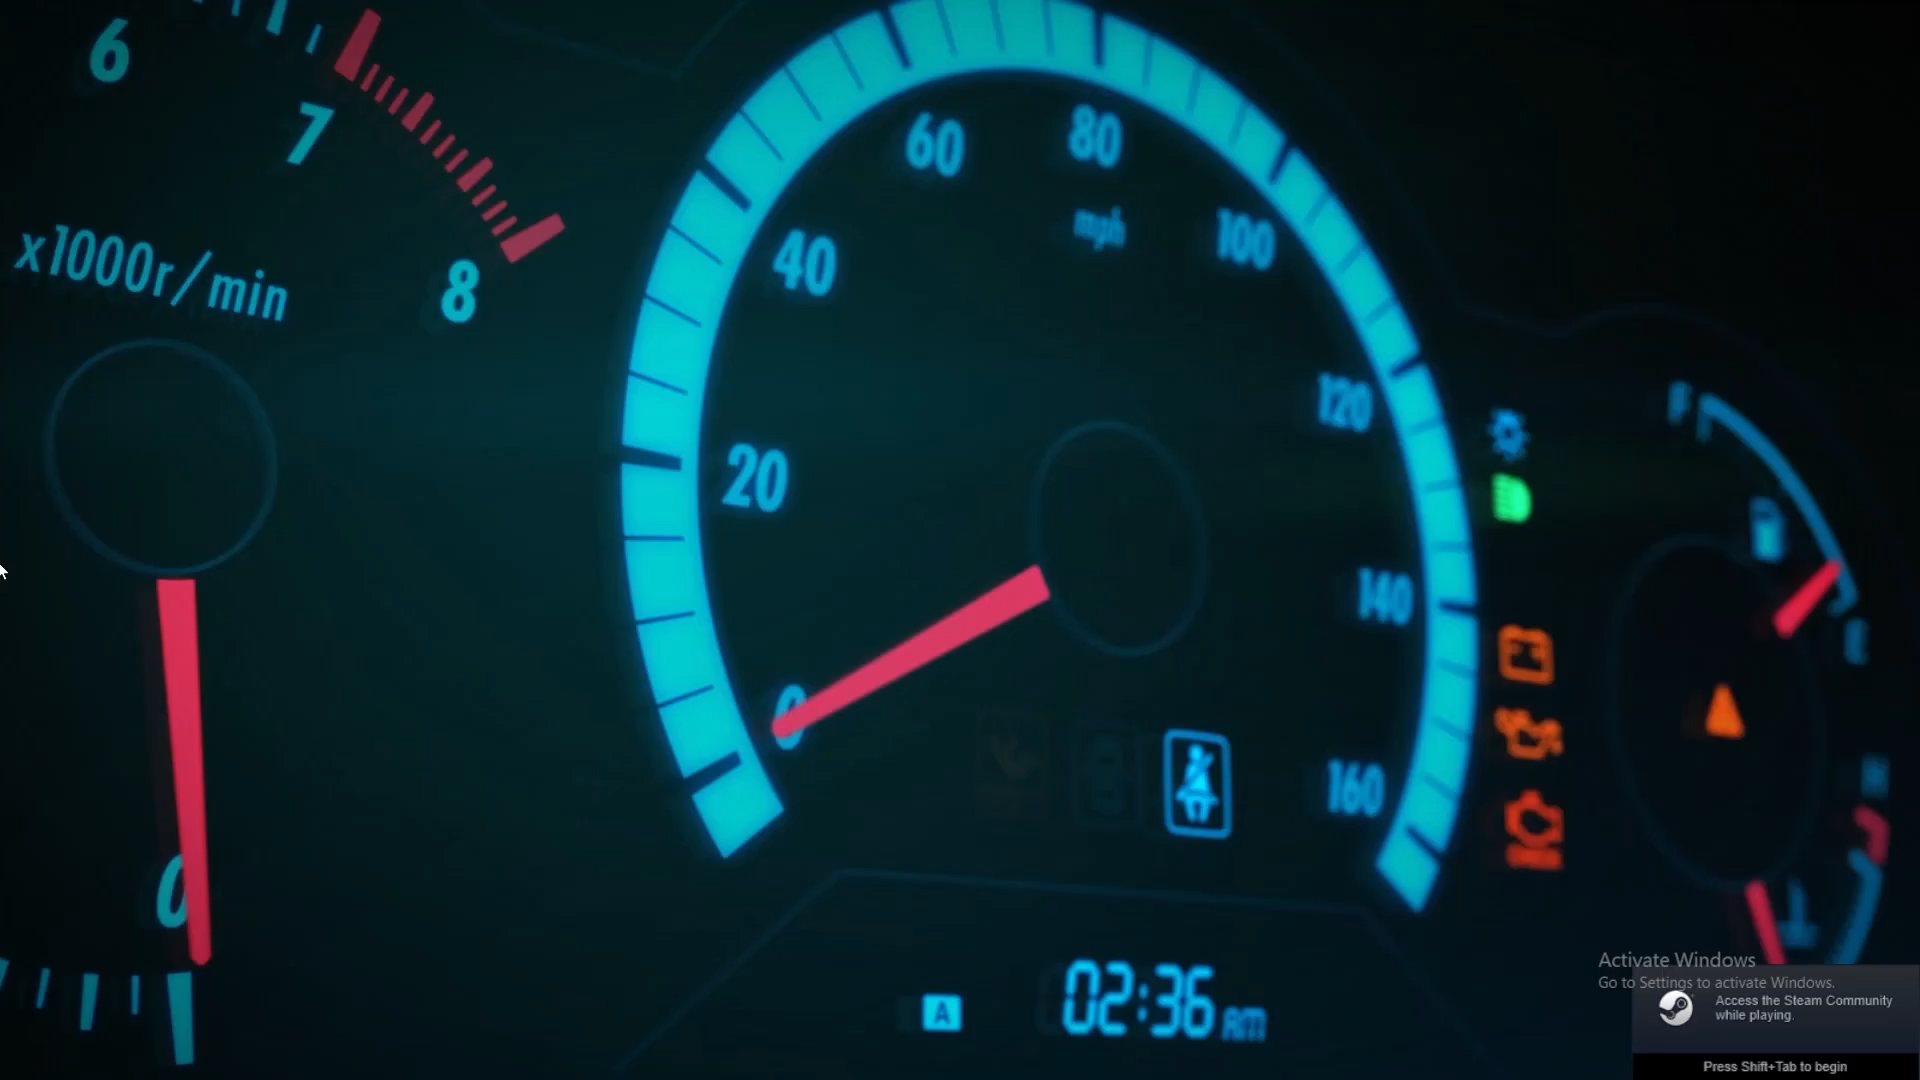 6
7
8
x1000r/min
0
0
20
40
60
80
100
120
140
160
mph
F
E
H
A
02:36 AM
Activate Windows
Go to Settings to activate Windows.
Access the Steam Community
while playing.
Press Shift+Tab to begin